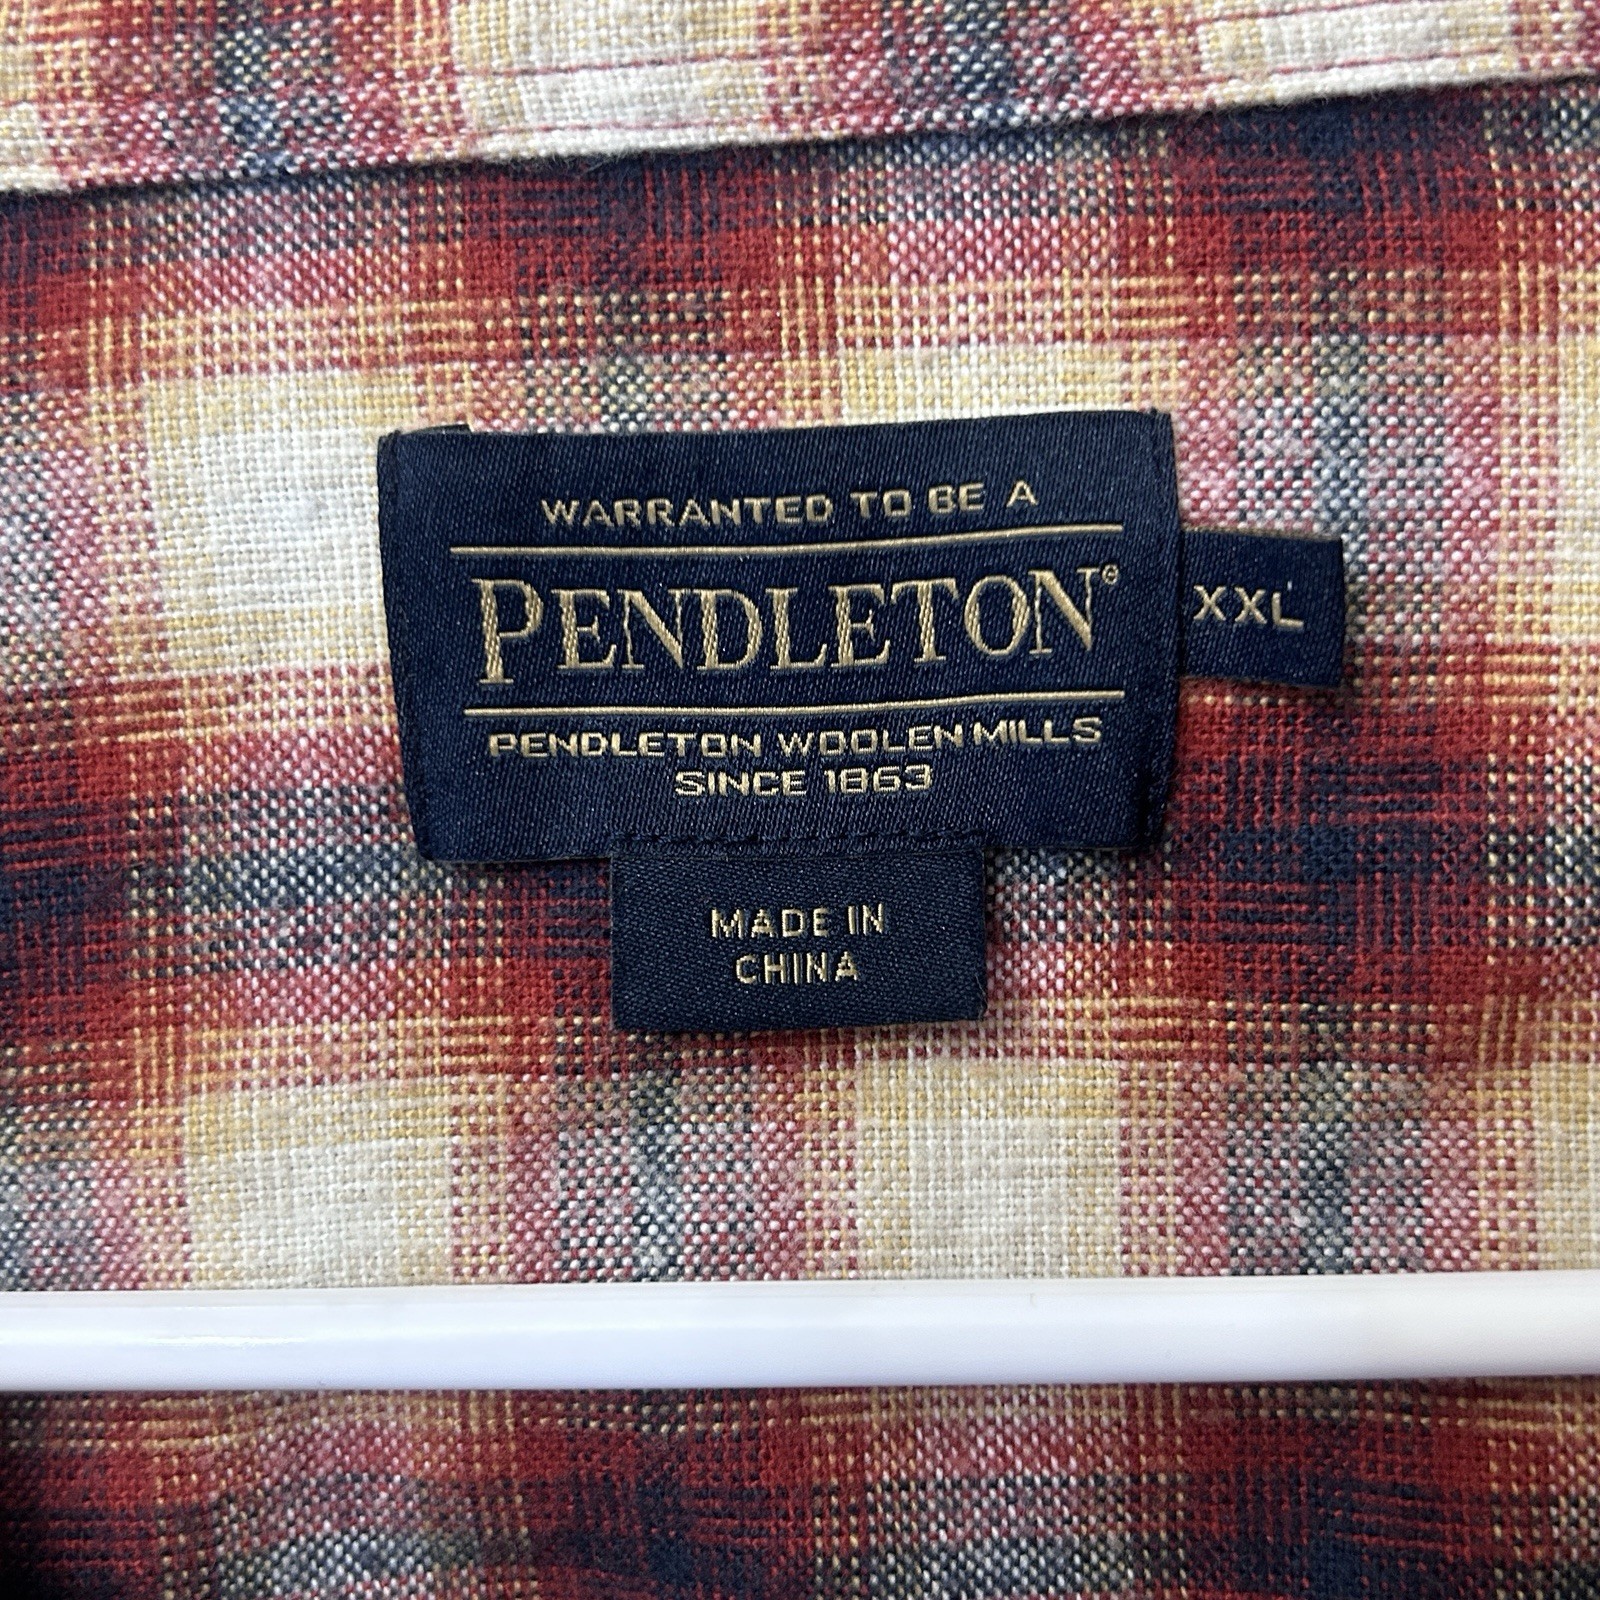 WARRANTED TO BE A
PENDLETON®
XXL
PENDLETON WOOLEN MILLS
SINCE 1863
MADE IN
CHINA